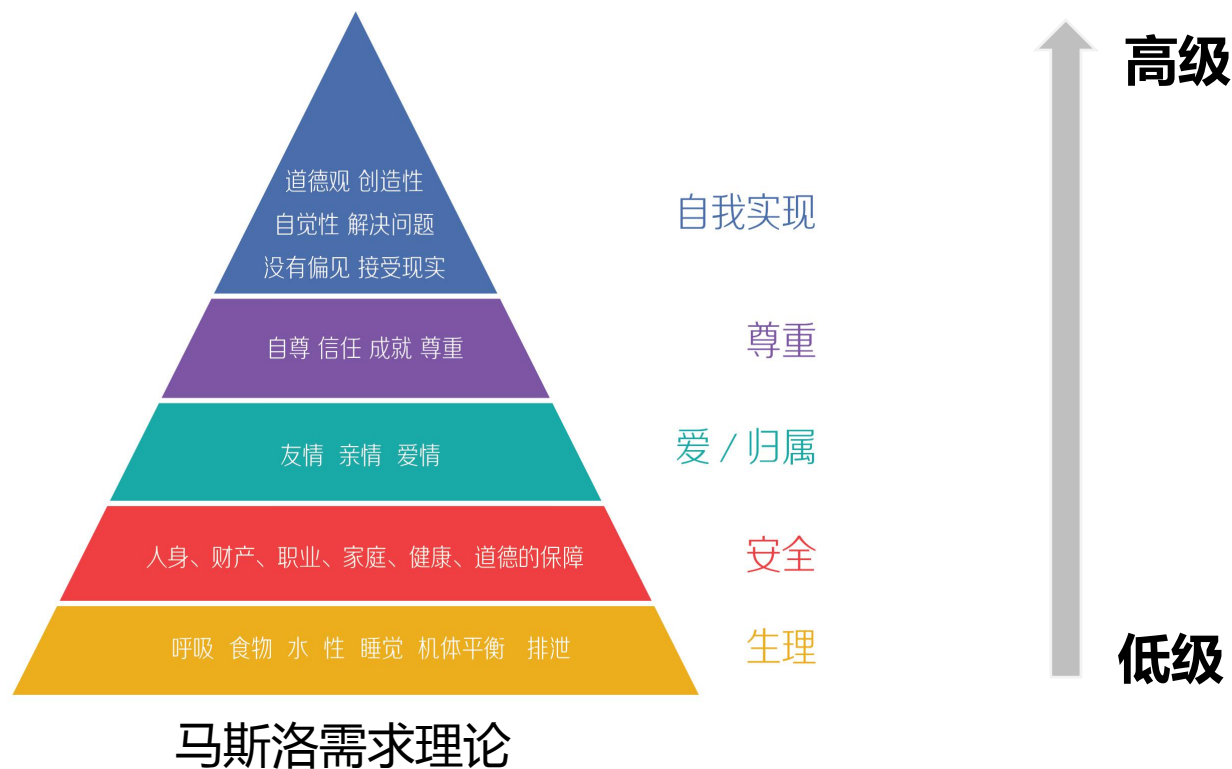 高级
道德观 创造性
自觉性 解决问题
没有偏见 接受现实
自我实现
自尊 信任 成就 尊重
尊重
友情 亲情 爱情
爱 / 归属
人身、财产、职业、家庭、健康、道德的保障
安全
呼吸 食物 水 性 睡觉 机体平衡 排泄
生理
低级
马斯洛需求理论